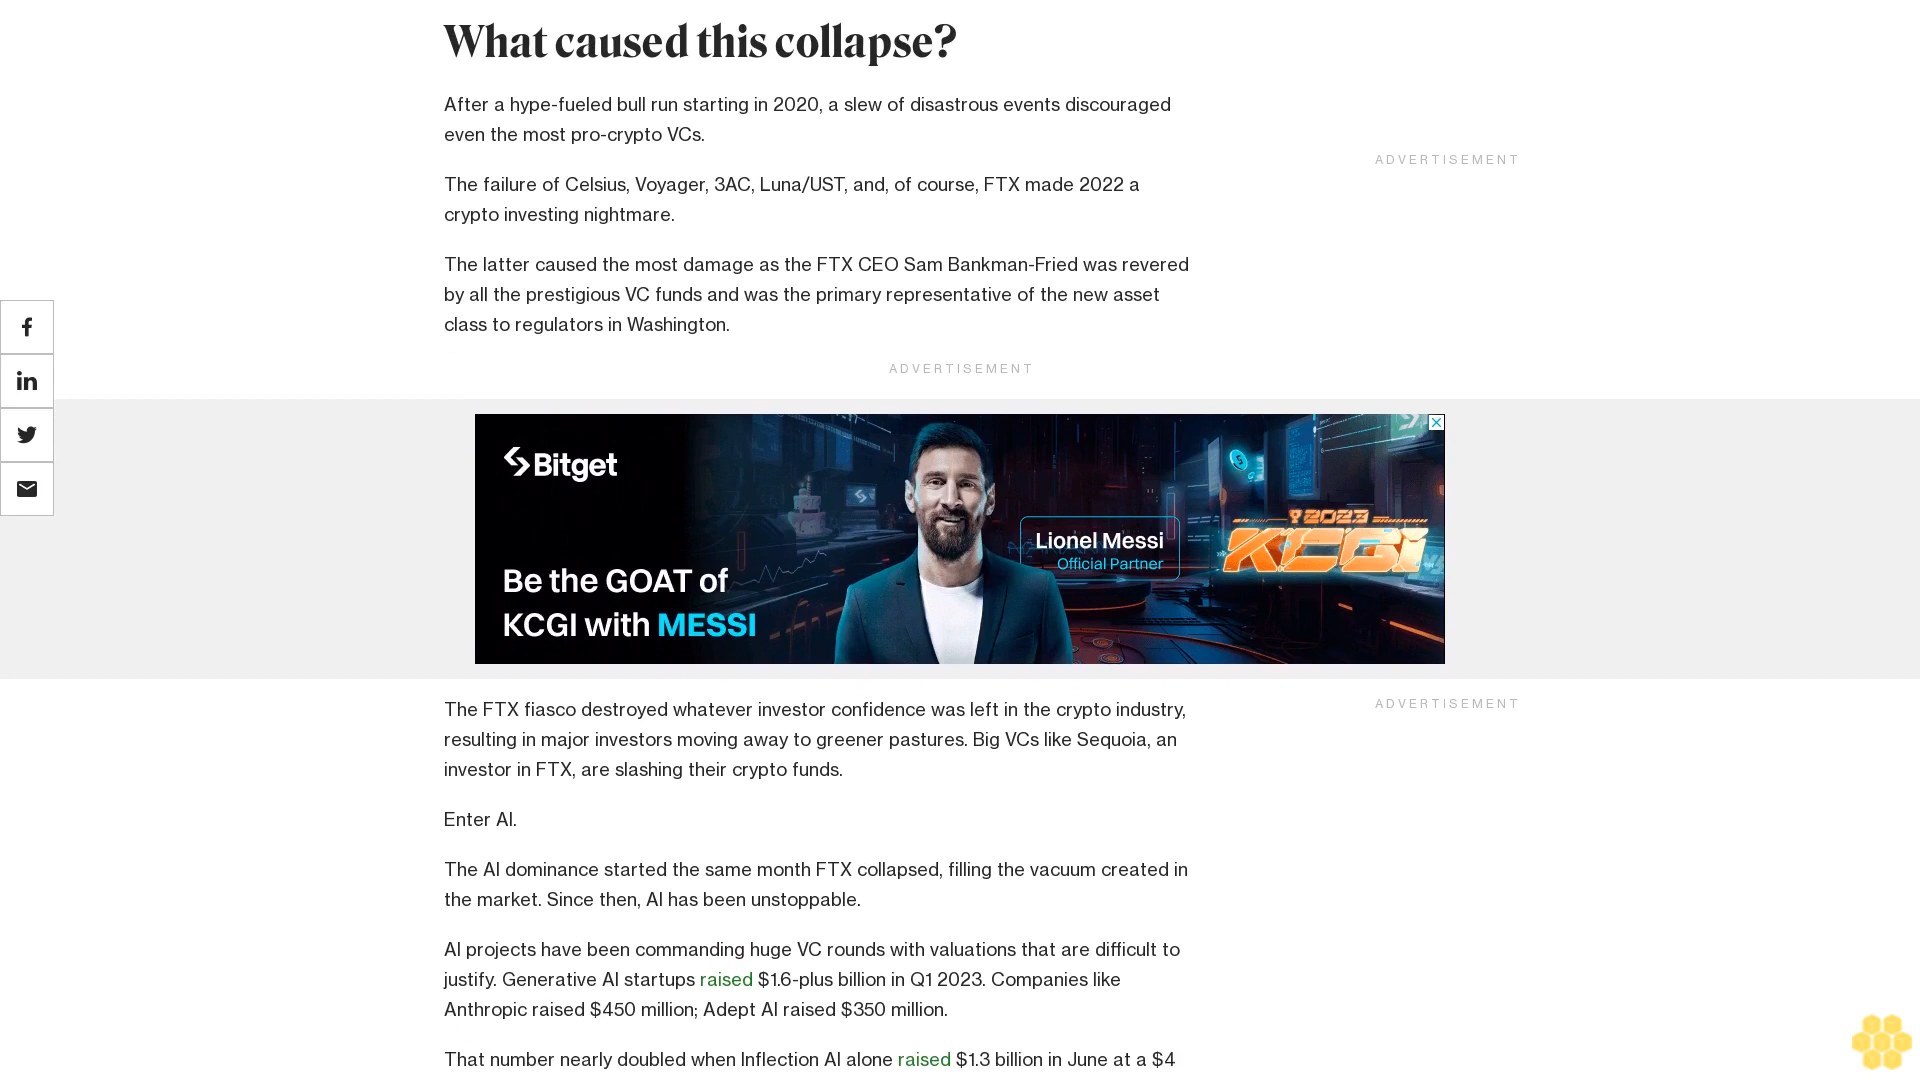 What caused this collapse?
After a hype-fueled bull run starting in 2020, a slew of disastrous events discouraged
even the most pro-crypto VCs.
ADVERTISEMENT
The failure of Celsius, Voyager, 3AC, Luna/UST, and, of course, FTX made 2022 a
crypto investing nightmare.
The latter caused the most damage as the FTX CEO Sam Bankman-Fried was revered
by all the prestigious VC funds and was the primary representative of the new asset
class to regulators in Washington.
ADVERTISEMENT
Bitget
Be the GOAT of
KCGI with MESSI
Lionel Messi
Official Partner
2023
KCGI
The FTX fiasco destroyed whatever investor confidence was left in the crypto industry,
resulting in major investors moving away to greener pastures. Big VCs like Sequoia, an
investor in FTX, are slashing their crypto funds.
ADVERTISEMENT
Enter AI.
The AI dominance started the same month FTX collapsed, filling the vacuum created in
the market. Since then, AI has been unstoppable.
AI projects have been commanding huge VC rounds with valuations that are difficult to
justify. Generative AI startups raised $1.6-plus billion in Q1 2023. Companies like
Anthropic raised $450 million; Adept AI raised $350 million.
That number nearly doubled when Inflection AI alone raised $1.3 billion in June at a $4